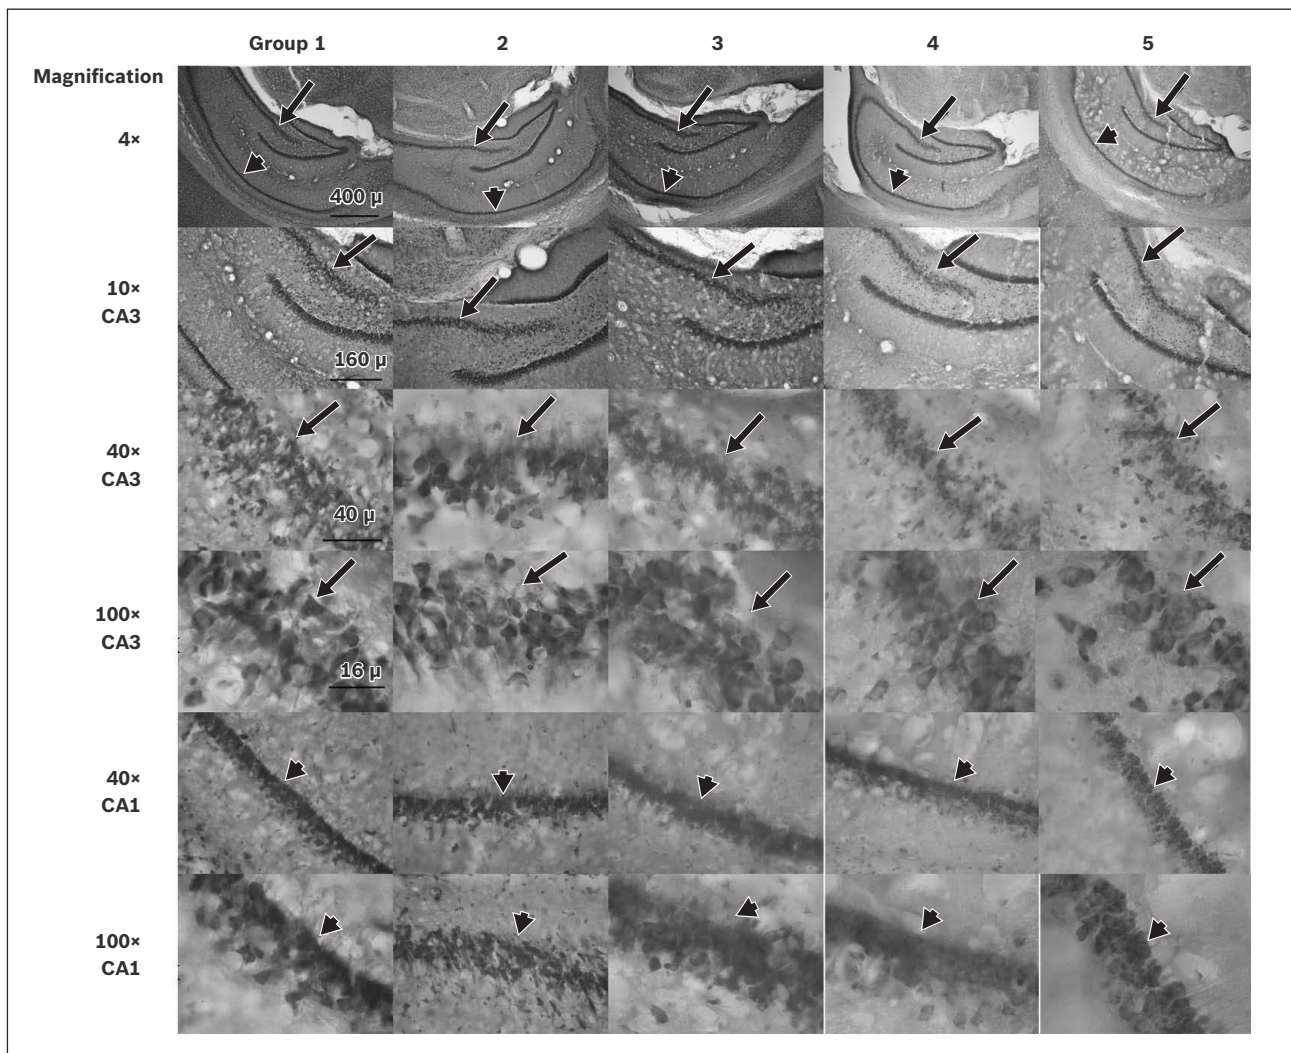 Group 1 2 3 4 5
Magnification
4×
400 μ
10×
CA3
160 μ
40×
CA3
40 μ
100×
CA3
16 μ
40×
CA1
100×
CA1